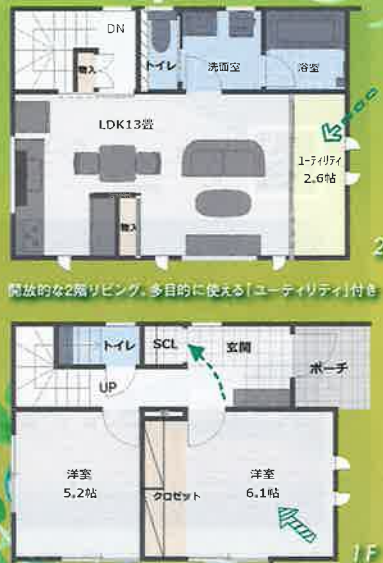 DN
物入
トイレ
洗面室
浴室
LDK13畳
ユーティリティ
2.6帖
物入
2
開放的な2階リビング。多目的に使える「ユーティリティ」付き
トイレ
SCL
玄関
ポーチ
UP
洋室
5.2帖
クロゼット
洋室
6.1帖
1F